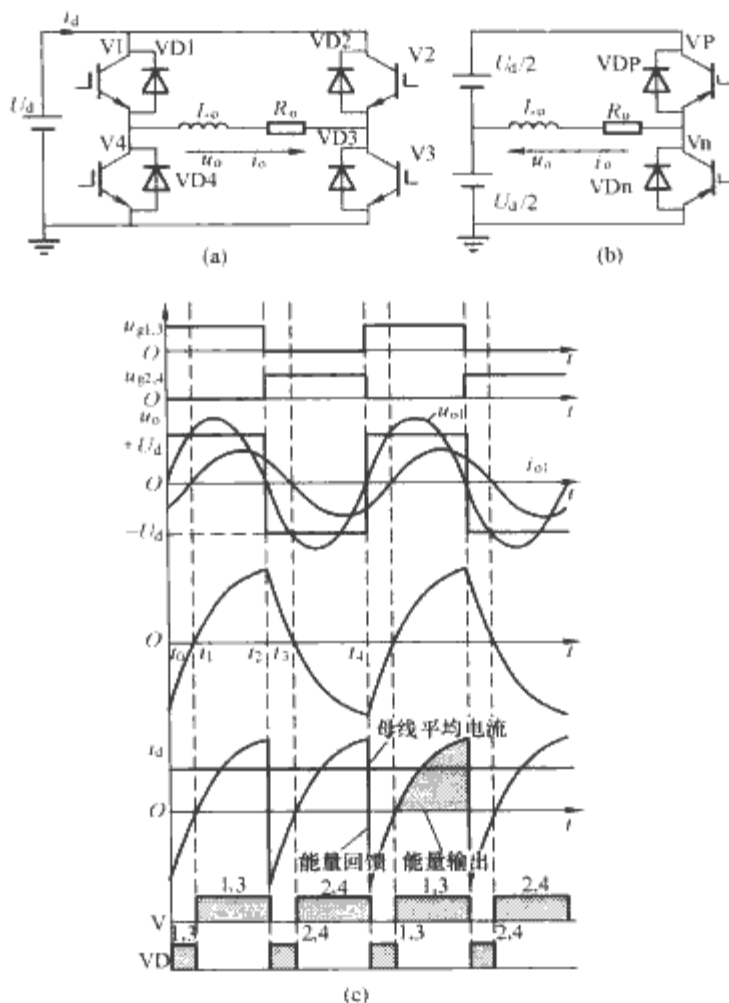 i_d
V1 VD1 VD2 V2
U_d L_o R_o
V4 VD3
u_o i_o V3
VD4
(a)
VP
U_d/2 VDP
L_o R_o
Vn
u_o i_o
VDn
U_d/2
(b)
u_g1,3
O t
u_g2,4
O t
u_o u_o1
+U_d
i_o1
O t
-U_d
O t_0 t_1 t_2 t_3 t_4 t
母线平均电流
i_d
O t
能量回馈 能量输出
1,3 2,4 1,3 2,4
V
1,3 2,4 1,3 2,4
VD
(c)